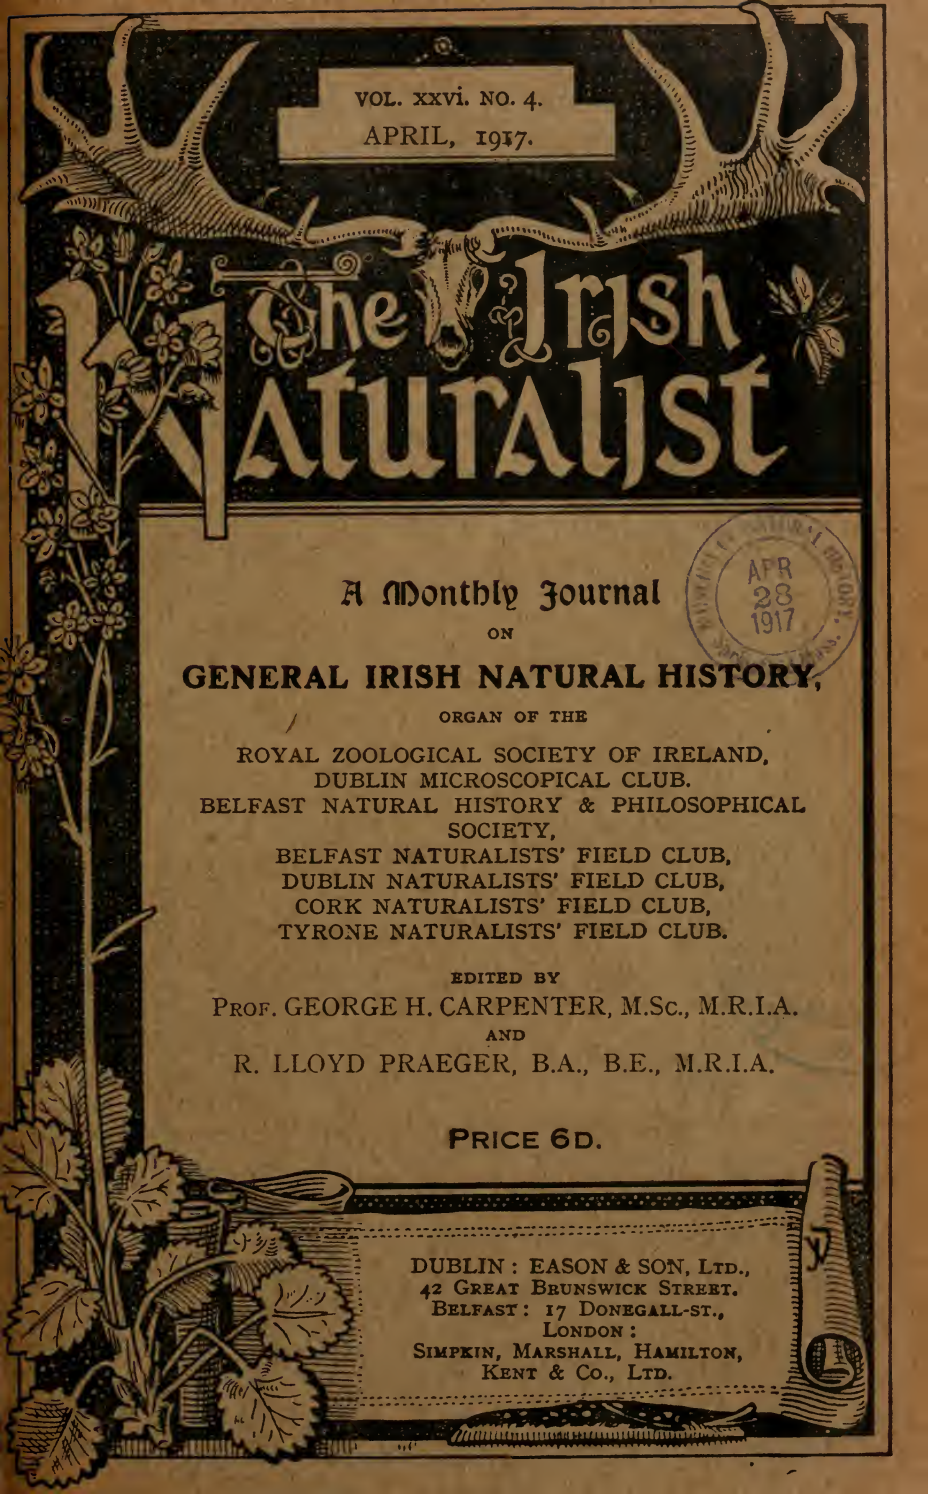 VOL. XXVi. NO. 4.
APRIL, 1917.
The Irish
Naturalist
A Monthly Journal
ON
GENERAL IRISH NATURAL HISTORY,
ORGAN OF THE
ROYAL ZOOLOGICAL SOCIETY OF IRELAND,
DUBLIN MICROSCOPICAL CLUB.
BELFAST NATURAL HISTORY & PHILOSOPHICAL
SOCIETY,
BELFAST NATURALISTS' FIELD CLUB,
DUBLIN NATURALISTS' FIELD CLUB,
CORK NATURALISTS' FIELD CLUB,
TYRONE NATURALISTS' FIELD CLUB.
EDITED BY
PROF. GEORGE H. CARPENTER, M.Sc., M.R.I.A.
AND
R. LLOYD PRAEGER, B.A., B.E., M.R.I.A.
PRICE 6D.
DUBLIN : EASON & SON, LTD.,
42 GREAT BRUNSWICK STREET.
BELFAST : 17 DONEGALL-ST.,
LONDON :
SIMPKIN, MARSHALL, HAMILTON,
KENT & CO., LTD.
NATURAL HISTORY.
APR
28
1917